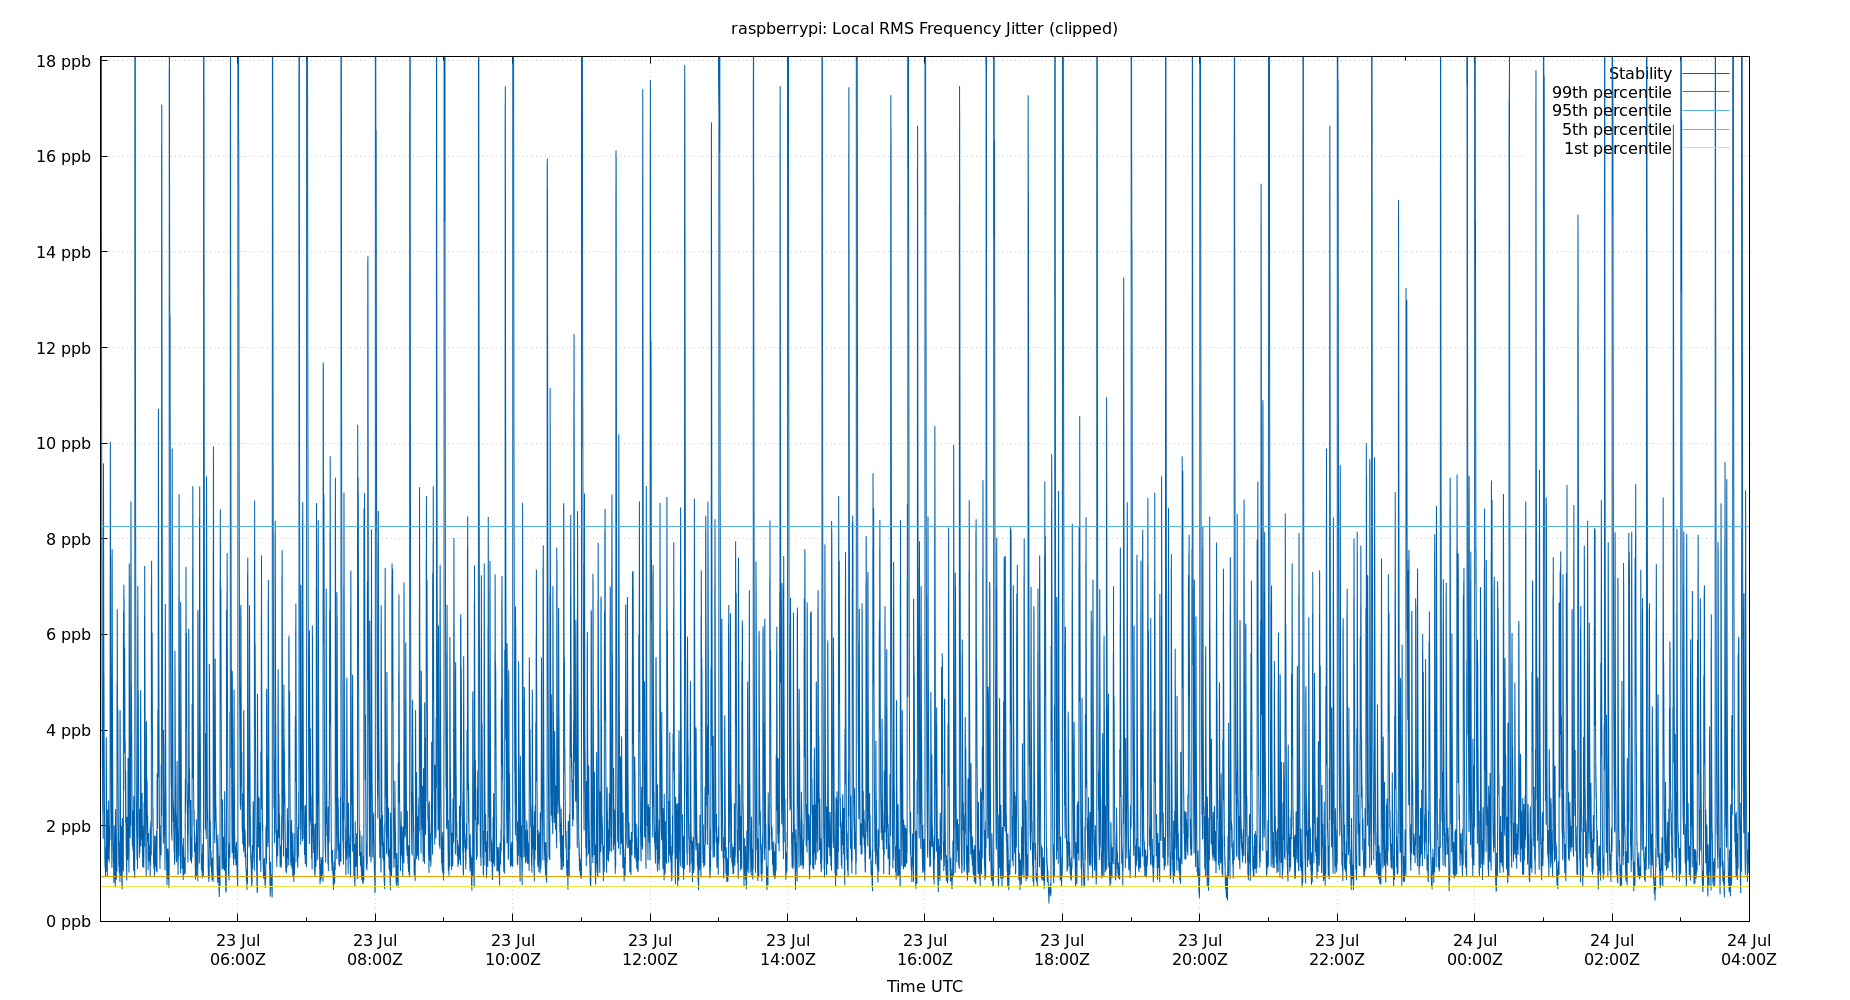 raspberrypi: Local RMS Frequency Jitter (clipped)
18 ppb
16 ppb
14 ppb
12 ppb
10 ppb
8 ppb
6 ppb
4 ppb
2 ppb
0 ppb
Stability
99th percentile
95th percentile
5th percentile
1st percentile
23 Jul 23 Jul 23 Jul 23 Jul 23 Jul 23 Jul 23 Jul 23 Jul 23 Jul 24 Jul 24 Jul 24 Jul
06:00Z 08:00Z 10:00Z 12:00Z 14:00Z 16:00Z 18:00Z 20:00Z 22:00Z 00:00Z 02:00Z 04:00Z
Time UTC